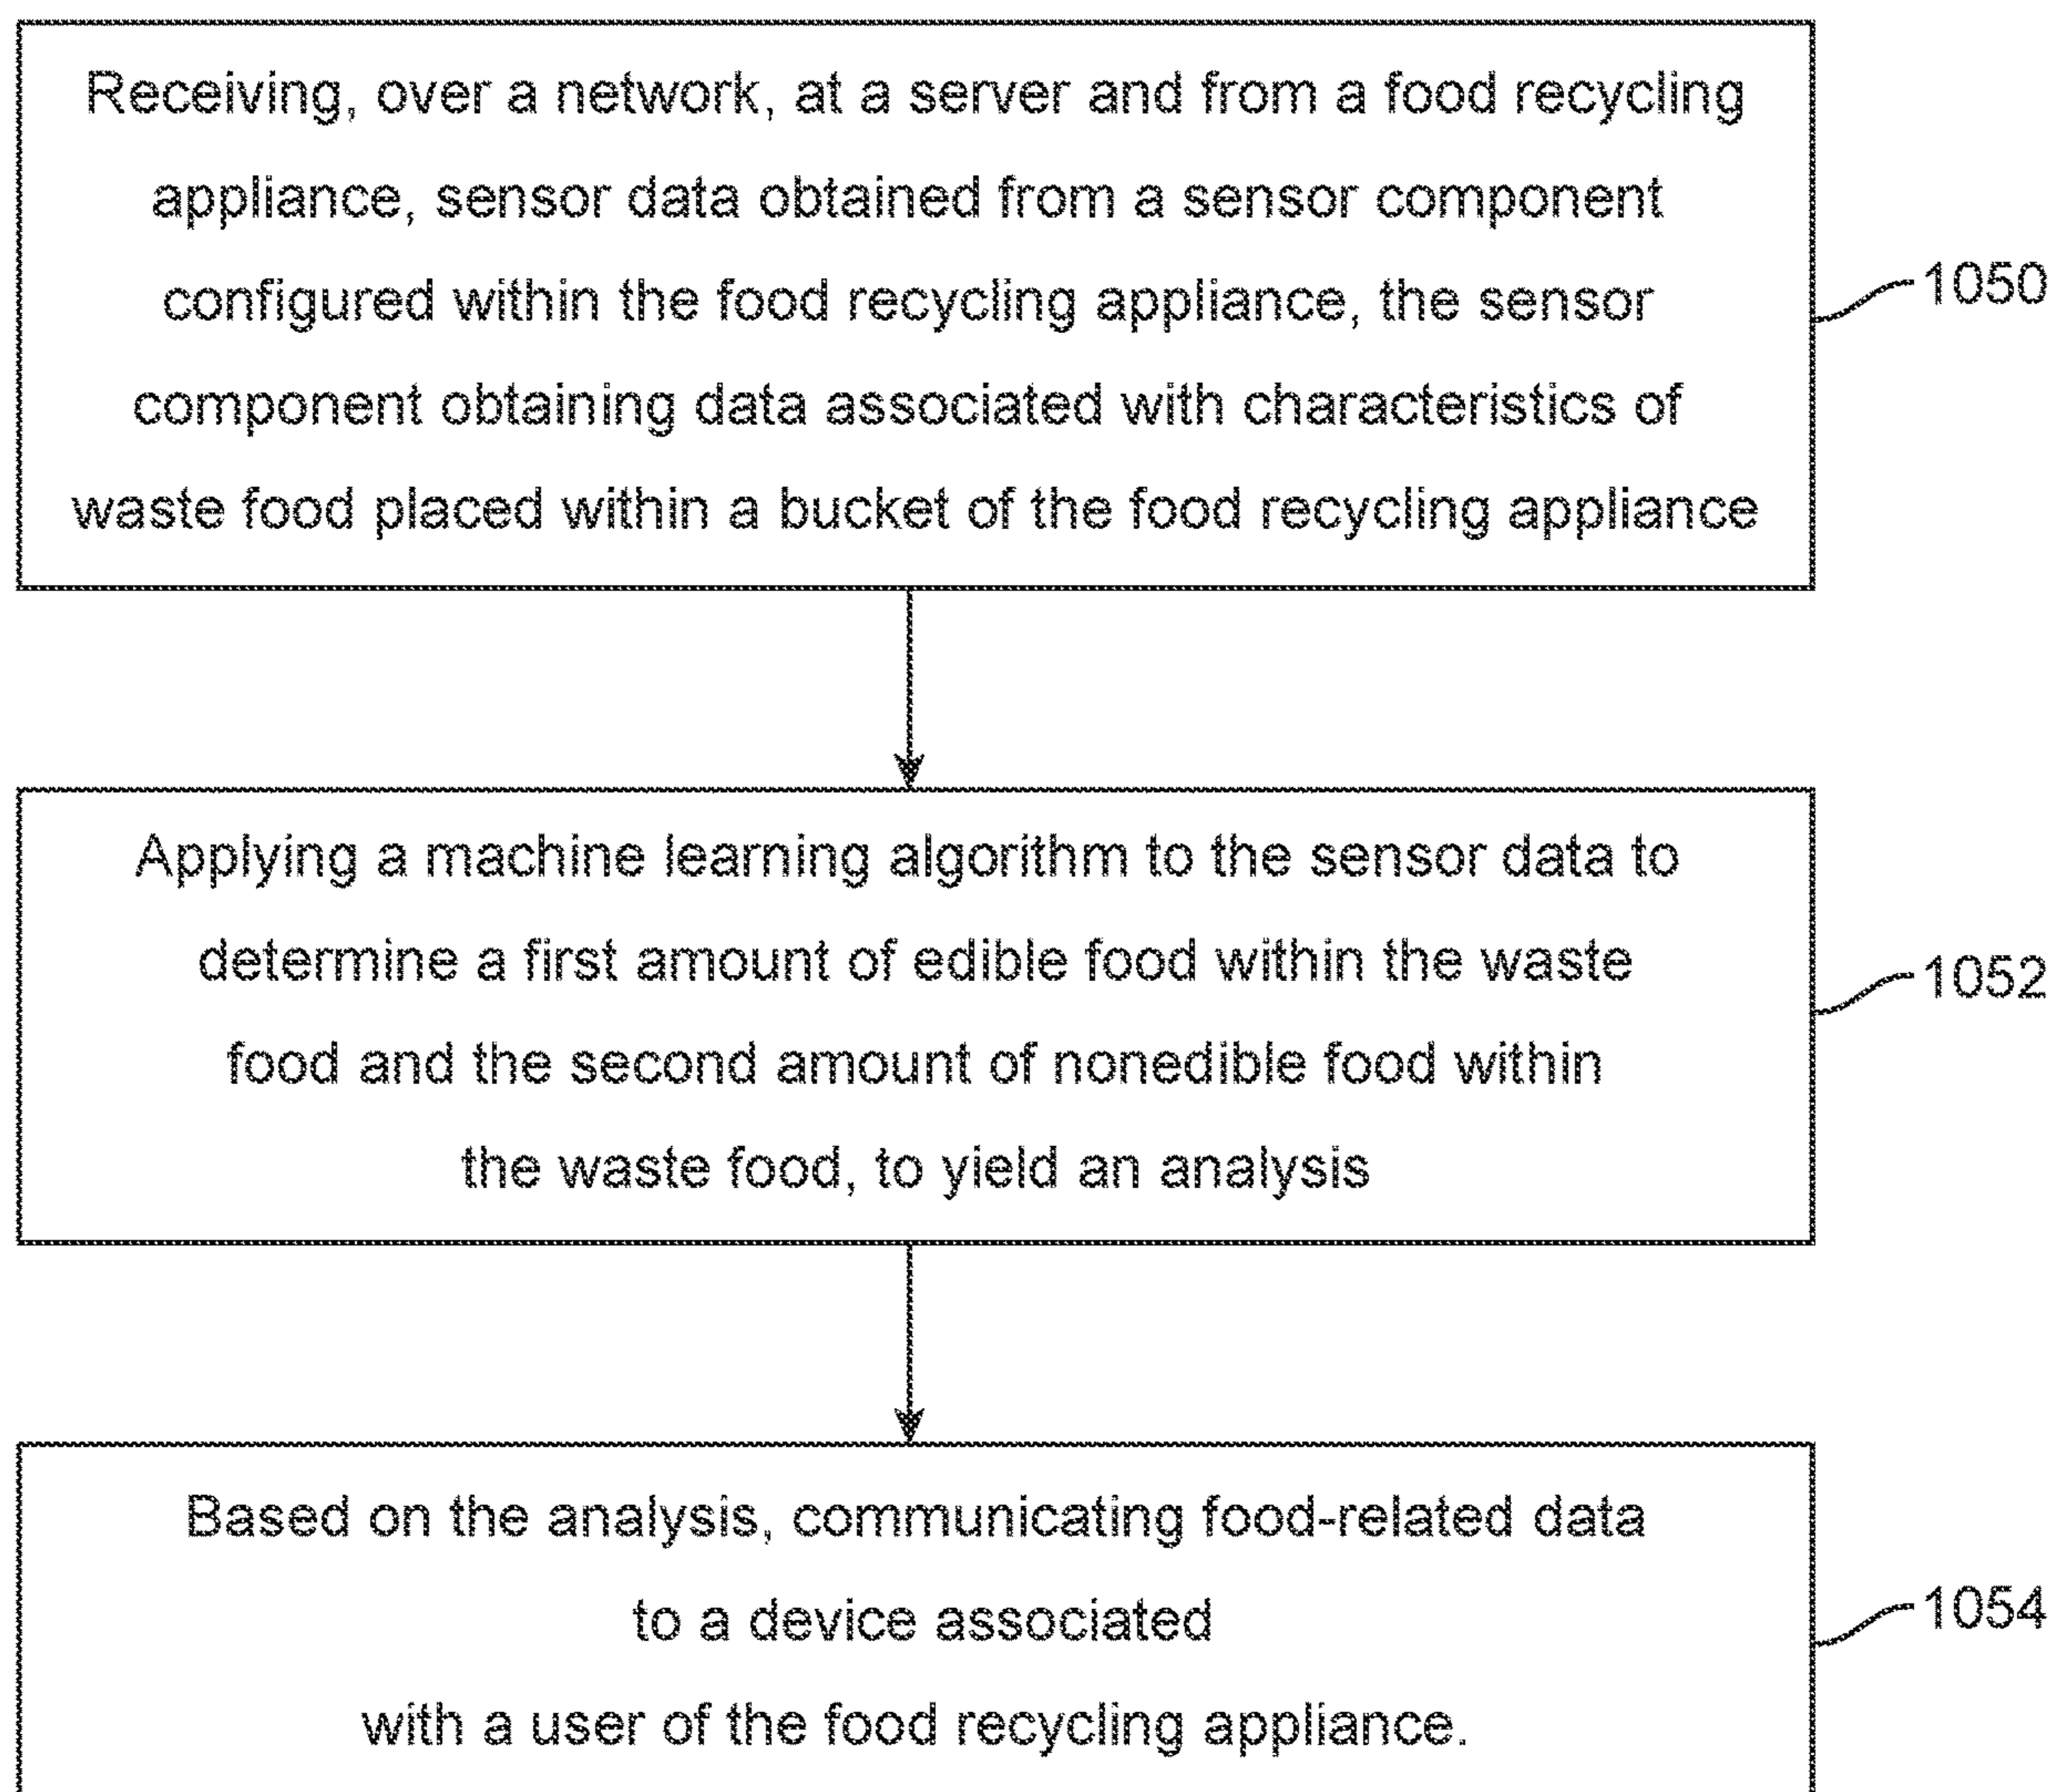 Receiving, over a network, at a server and from a food recycling
appliance, sensor data obtained from a sensor component
configured within the food recycling appliance, the sensor
component obtaining data associated with characteristics of
waste food placed within a bucket of the food recycling appliance
1050
Applying a machine learning algorithm to the sensor data to
determine a first amount of edible food within the waste
food and the second amount of nonedible food within
the waste food, to yield an analysis
1052
Based on the analysis, communicating food-related data
to a device associated
with a user of the food recycling appliance.
1054